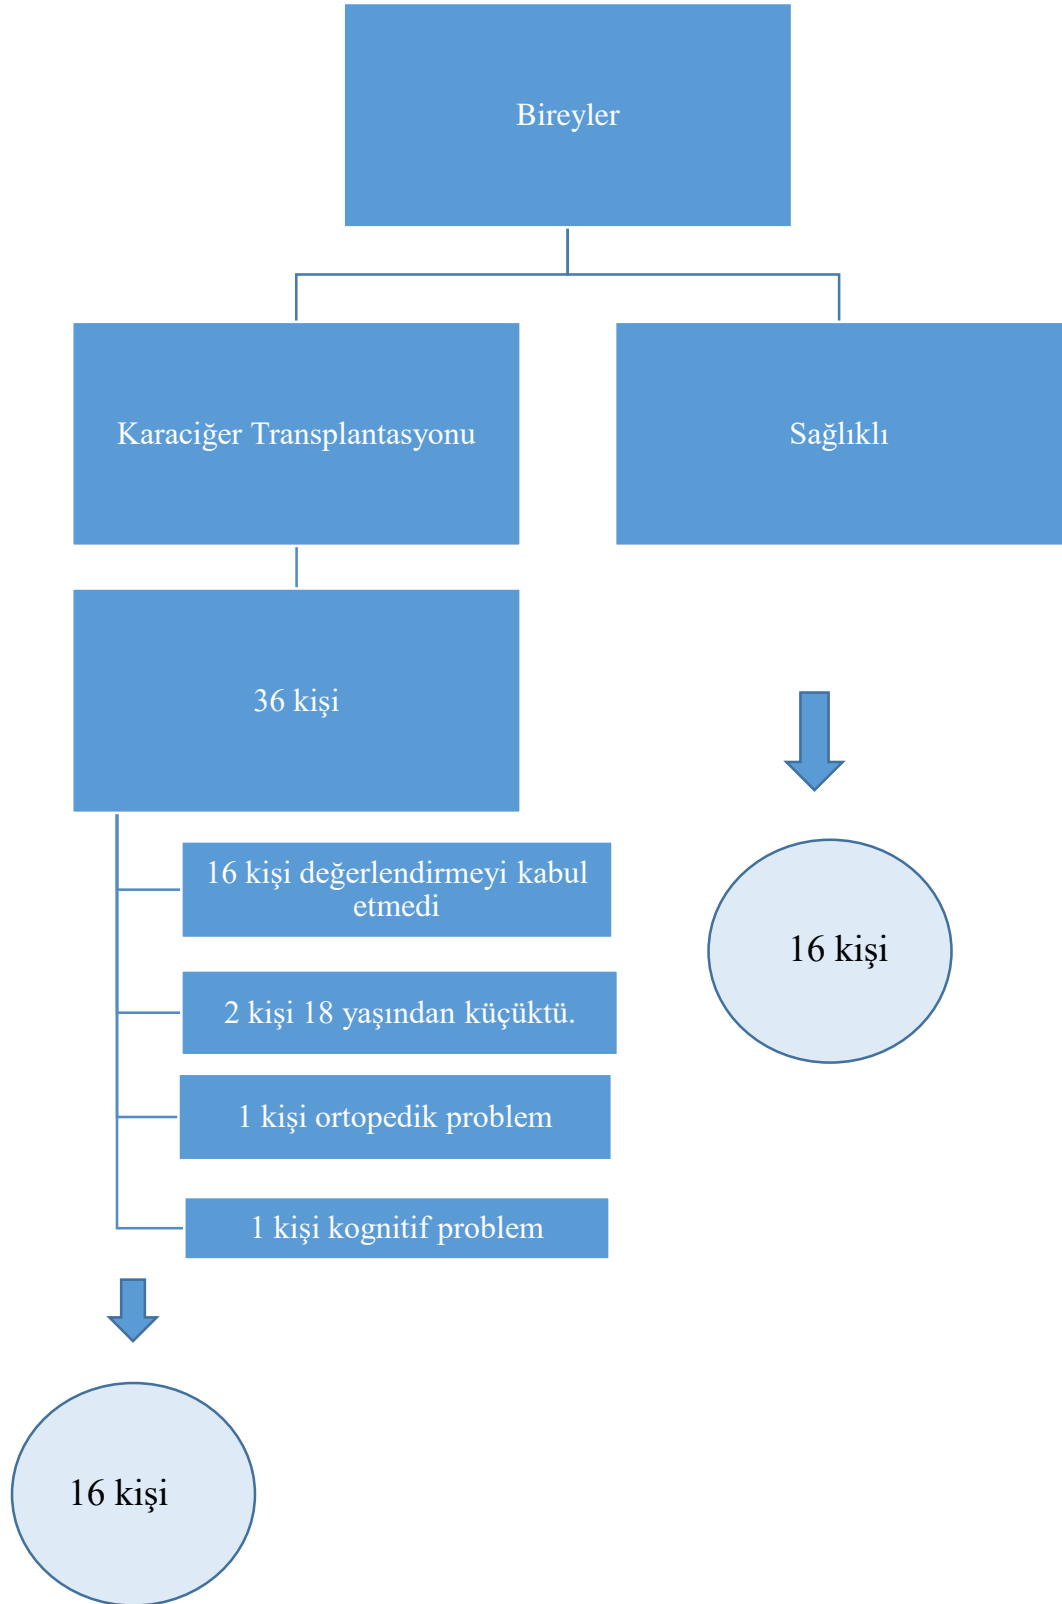 Bireyler
Karaciğer Transplantasyonu
Sağlıklı
36 kişi
16 kişi değerlendirmeyi kabul
etmedi
2 kişi 18 yaşından küçüktü.
1 kişi ortopedik problem
1 kişi kognitif problem
16 kişi
16 kişi